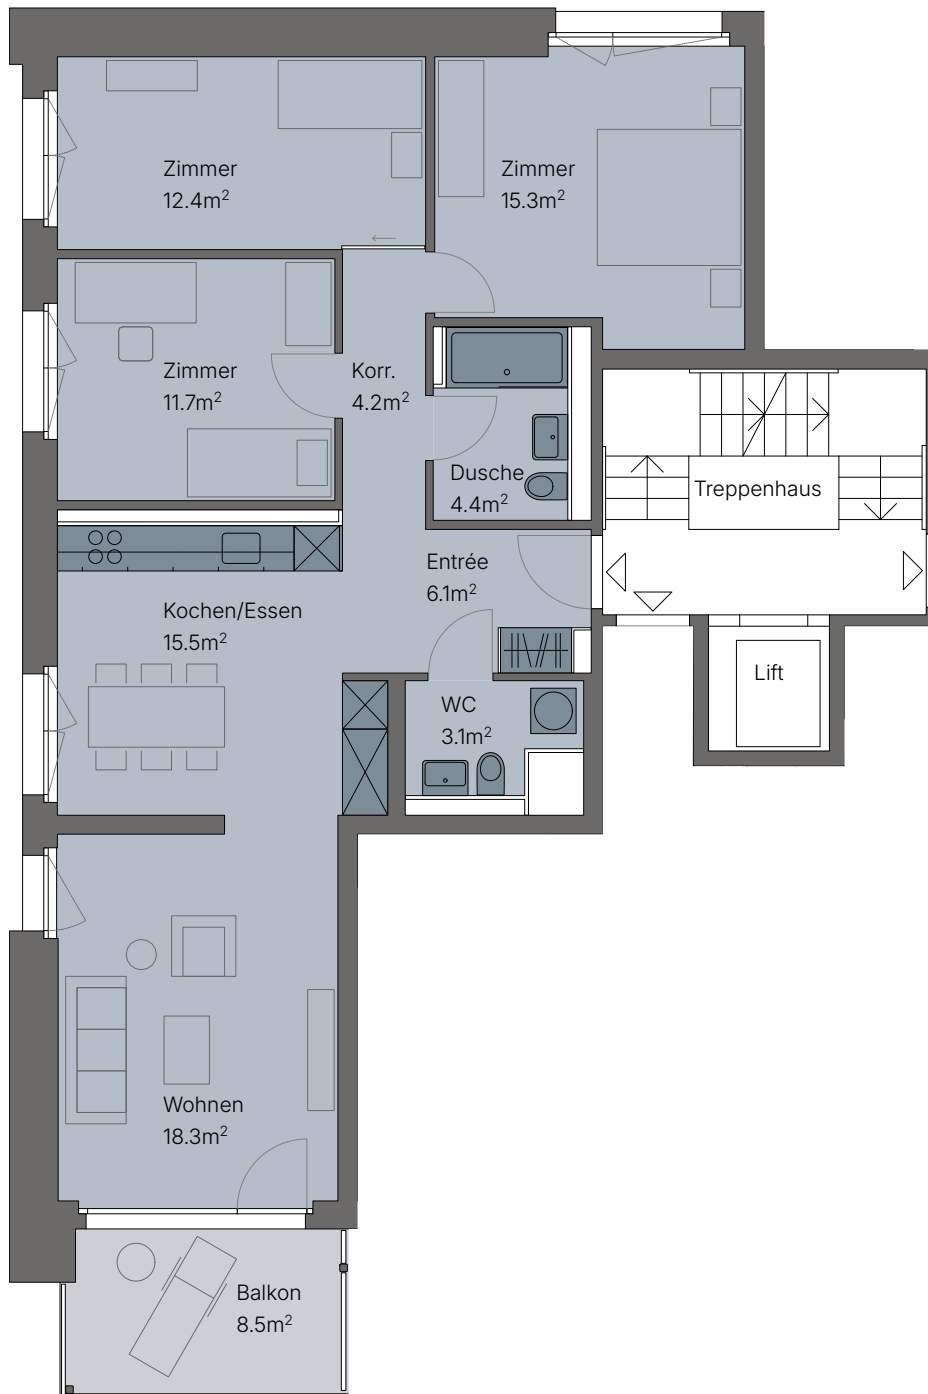 Zimmer
12.4m²
Zimmer
15.3m²
Zimmer
11.7m²
Korr.
4.2m²
Dusche
4.4m²
Treppenhaus
Entrée
6.1m²
Kochen/Essen
15.5m²
Lift
WC
3.1m²
Wohnen
18.3m²
Balkon
8.5m²